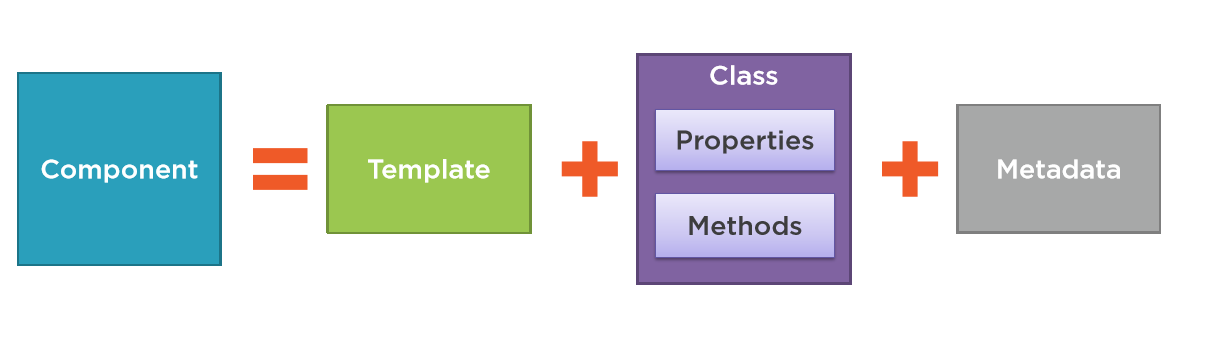 Component
=
Template
+
Class
Properties
Methods
+
Metadata